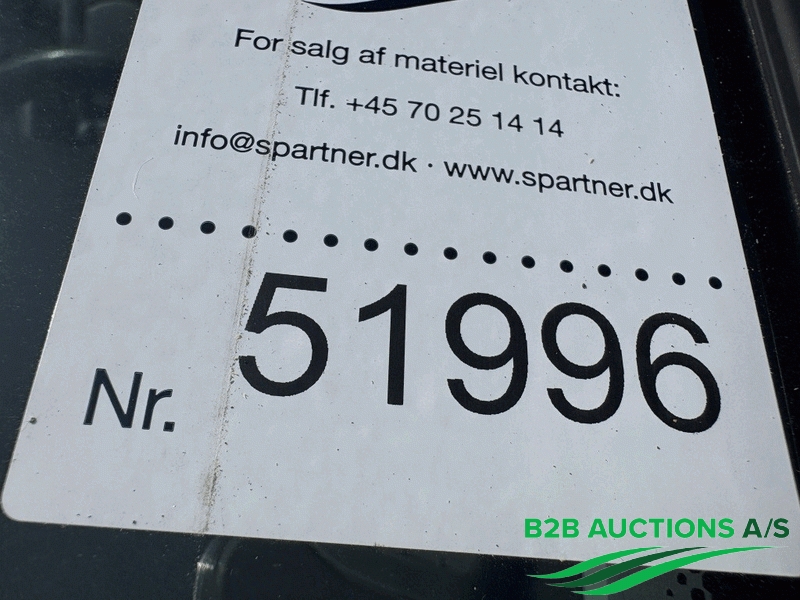 For salg af materiel kontakt:
Tlf. +45 70 25 14 14
info@spartner.dk · www.spartner.dk
Nr. 51996
B2B AUCTIONS A/S